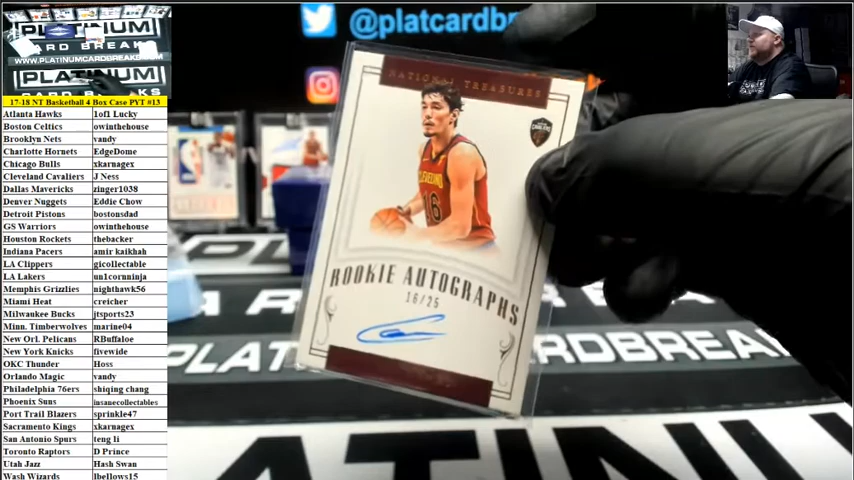 PLATINUM
CARD BREAKS
WWW.PLATINUMCARDBREAKS.COM
PLATINUM
@platcardbr
17-18 NT Basketball 4 Box Case PYT #13
Atlanta Hawks 1of1 Lucky
Boston Celtics owinthehouse
Brooklyn Nets vandy
Charlotte Hornets EdgeDome
Chicago Bulls xkarnagex
Cleveland Cavaliers J Ness
Dallas Mavericks zinger1038
Denver Nuggets Eddie Chow
Detroit Pistons bostonsdad
GS Warriors owinthehouse
Houston Rockets thebacker
Indiana Pacers amir kaikhah
LA Clippers gicollectable
LA Lakers un1cornninja
Memphis Grizzlies nighthawk56
Miami Heat creicher
Milwaukee Bucks jtsports23
Minn. Timberwolves marine04
New Orl. Pelicans RBuffaloe
New York Knicks fivewide
OKC Thunder Hoss
Orlando Magic vandy
Philadelphia 76ers shiqing chang
Phoenix Suns insanecollectables
Port Trail Blazers sprinkle47
Sacramento Kings xkarnagex
San Antonio Spurs teng li
Toronto Raptors D Prince
Utah Jazz Hash Swan
Wash Wizards lbellows15
NATIONAL TREASURES
CLEVELAND
16
ROOKIE AUTOGRAPHS
16/25
PLATIN
RDBREAK
ATINU